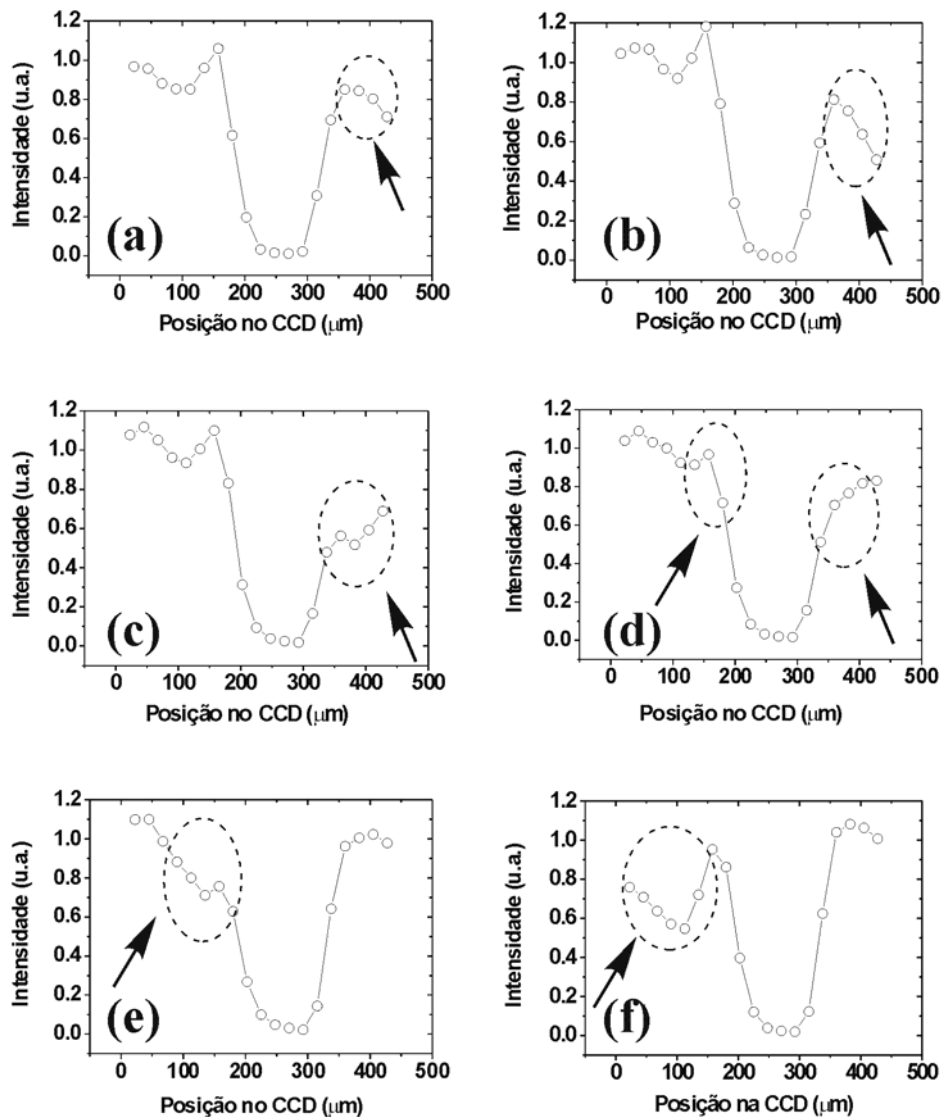 1.2
1.0
0.8
0.6
0.4
0.2
0.0
Intensidade (u.a.)
(a)
0 100 200 300 400 500
Posição no CCD (μm)
1.2
1.0
0.8
0.6
0.4
0.2
0.0
Intensidade (u.a.)
(b)
0 100 200 300 400 500
Posição no CCD (μm)
1.2
1.0
0.8
0.6
0.4
0.2
0.0
Intensidade (u.a.)
(c)
0 100 200 300 400 500
Posição no CCD (μm)
1.2
1.0
0.8
0.6
0.4
0.2
0.0
Intensidade (u.a.)
(d)
0 100 200 300 400 500
Posição no CCD (μm)
1.2
1.0
0.8
0.6
0.4
0.2
0.0
Intensidade (u.a.)
(e)
0 100 200 300 400 500
Posição no CCD (μm)
1.2
1.0
0.8
0.6
0.4
0.2
0.0
Intensidade (u.a.)
(f)
0 100 200 300 400 500
Posição na CCD (μm)